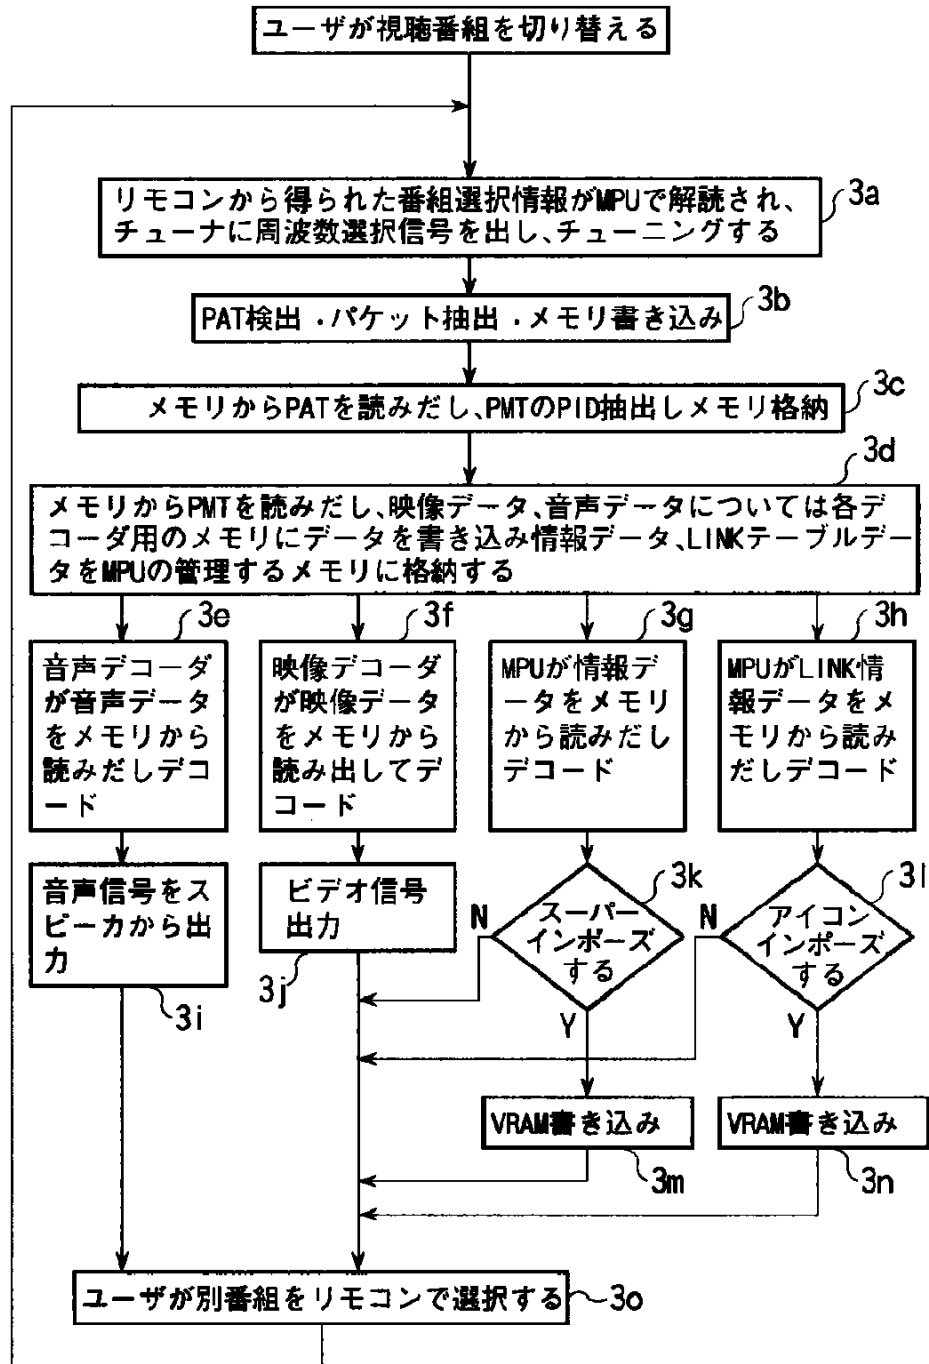 ユーザが視聴番組を切り替える
リモコンから得られた番組選択情報がMPUで解読され、
チューナに周波数選択信号を出し、チューニングする
3a
PAT検出・パケット抽出・メモリ書き込み
3b
メモリからPATを読みだし、PMTのPID抽出しメモリ格納
3c
メモリからPMTを読みだし、映像データ、音声データについては各デ
コーダ用のメモリにデータを書き込み情報データ、LINKテーブルデー
タをMPUの管理するメモリに格納する
3d
音声デコーダ
が音声データ
をメモリから
読みだしデコ
ード
3e
映像デコーダ
が映像データ
をメモリから
読み出してデ
コード
3f
MPUが情報デ
ータをメモリ
から読みだし
デコード
3g
MPUがLINK情
報データをメ
モリから読み
だしデコード
3h
音声信号をス
ピーカから出
力
3i
ビデオ信号
出力
3j
スーパー
インポーズ
する
3k
N
Y
アイコン
インポーズ
する
3l
N
Y
VRAM書き込み
3m
VRAM書き込み
3n
ユーザが別番組をリモコンで選択する
3o